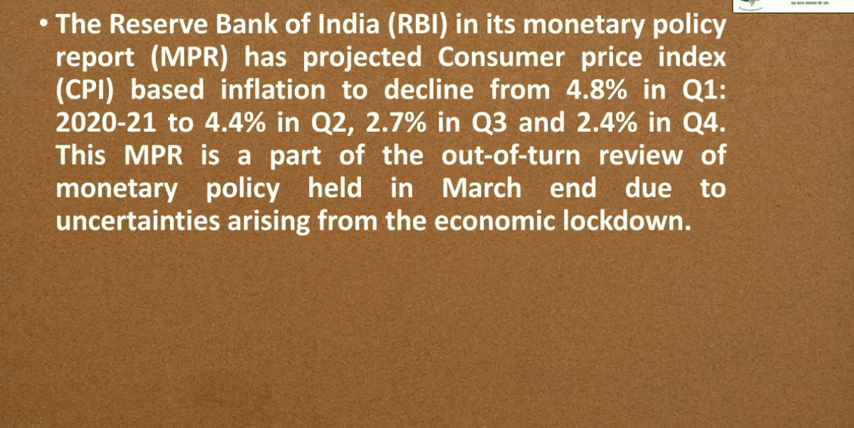 • The Reserve Bank of India (RBI) in its monetary policy
report (MPR) has projected Consumer price index
(CPI) based inflation to decline from 4.8% in Q1:
2020-21 to 4.4% in Q2, 2.7% in Q3 and 2.4% in Q4.
This MPR is a part of the out-of-turn review of
monetary policy held in March end due to
uncertainties arising from the economic lockdown.